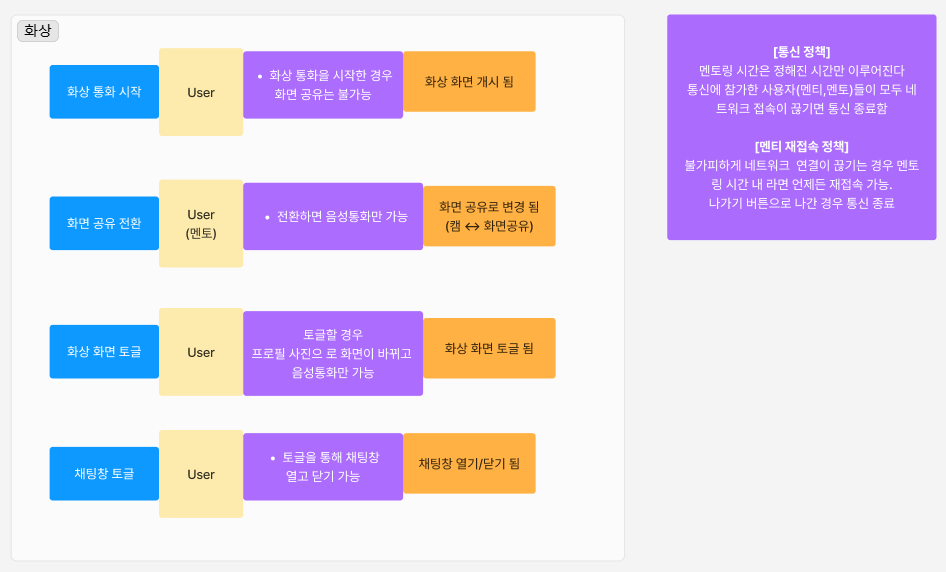 화상
화상 통화 시작
User
• 화상 통화을 시작한 경우
화면 공유는 불가능
화상 화면 개시 됨
화면 공유 전환
User
(멘토)
• 전환하면 음성통화만 가능
화면 공유로 변경 됨
(캠 ↔ 화면공유)
화상 화면 토글
User
토글할 경우
프로필 사진으 로 화면이 바뀌고
음성통화만 가능
화상 화면 토글 됨
채팅창 토글
User
• 토글을 통해 채팅창
열고 닫기 가능
채팅창 열기/닫기 됨
[통신 정책]
멘토링 시간은 정해진 시간만 이루어진다
통신에 참가한 사용자(멘티,멘토)들이 모두 네
트워크 접속이 끊기면 통신 종료함
[멘티 재접속 정책]
불가피하게 네트워크 연결이 끊기는 경우 멘토
링 시간 내 라면 언제든 재접속 가능.
나가기 버튼으로 나간 경우 통신 종료